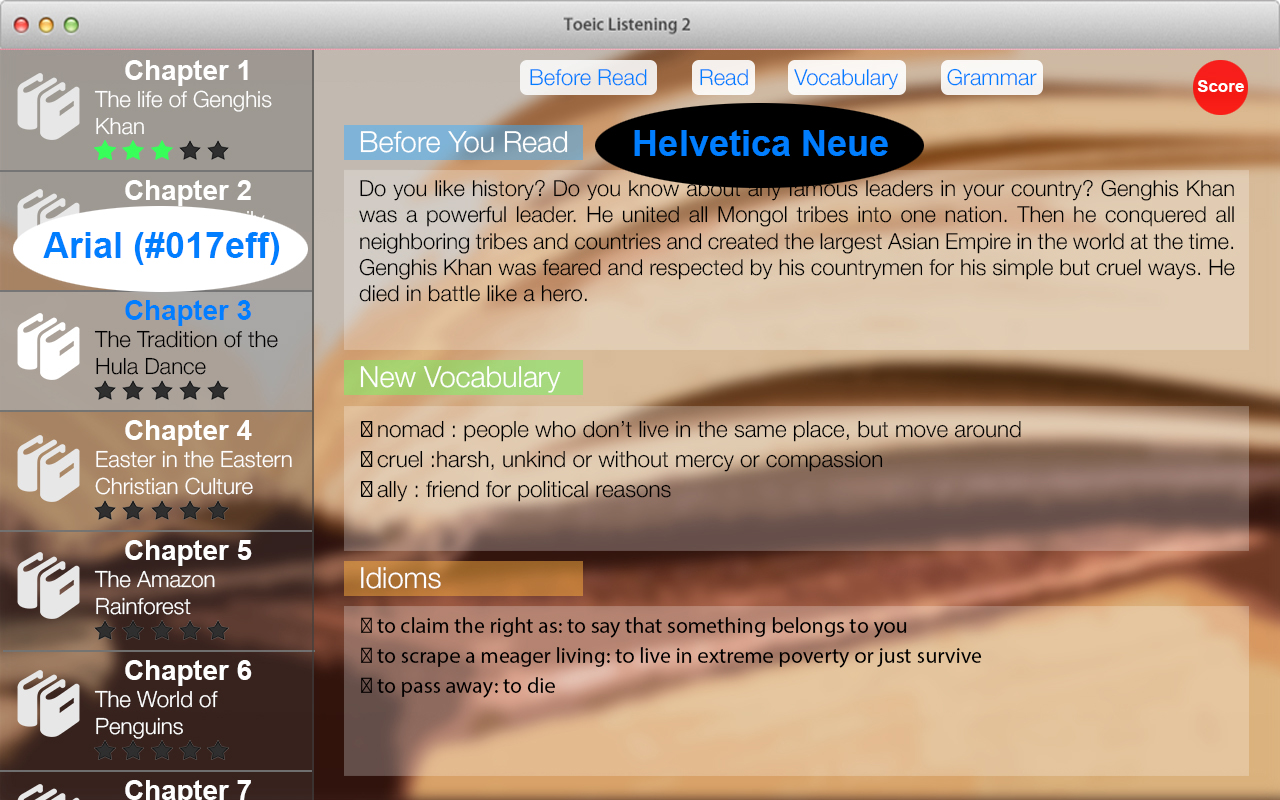 Toeic Listening 2
Chapter 1
The life of Genghis
Khan
Chapter 2
Arial (#017eff)
Chapter 3
The Tradition of the
Hula Dance
Chapter 4
Easter in the Eastern
Christian Culture
Chapter 5
The Amazon
Rainforest
Chapter 6
The World of
Penguins
Chapter 7
Before Read
Read
Vocabulary
Grammar
Score
Before You Read
Helvetica Neue
Do you like history? Do you know about any famous leaders in your country? Genghis Khan
was a powerful leader. He united all Mongol tribes into one nation. Then he conquered all
neighboring tribes and countries and created the largest Asian Empire in the world at the time.
Genghis Khan was feared and respected by his countrymen for his simple but cruel ways. He
died in battle like a hero.
New Vocabulary
nomad : people who don’t live in the same place, but move around
cruel :harsh, unkind or without mercy or compassion
ally : friend for political reasons
Idioms
to claim the right as: to say that something belongs to you
to scrape a meager living: to live in extreme poverty or just survive
to pass away: to die